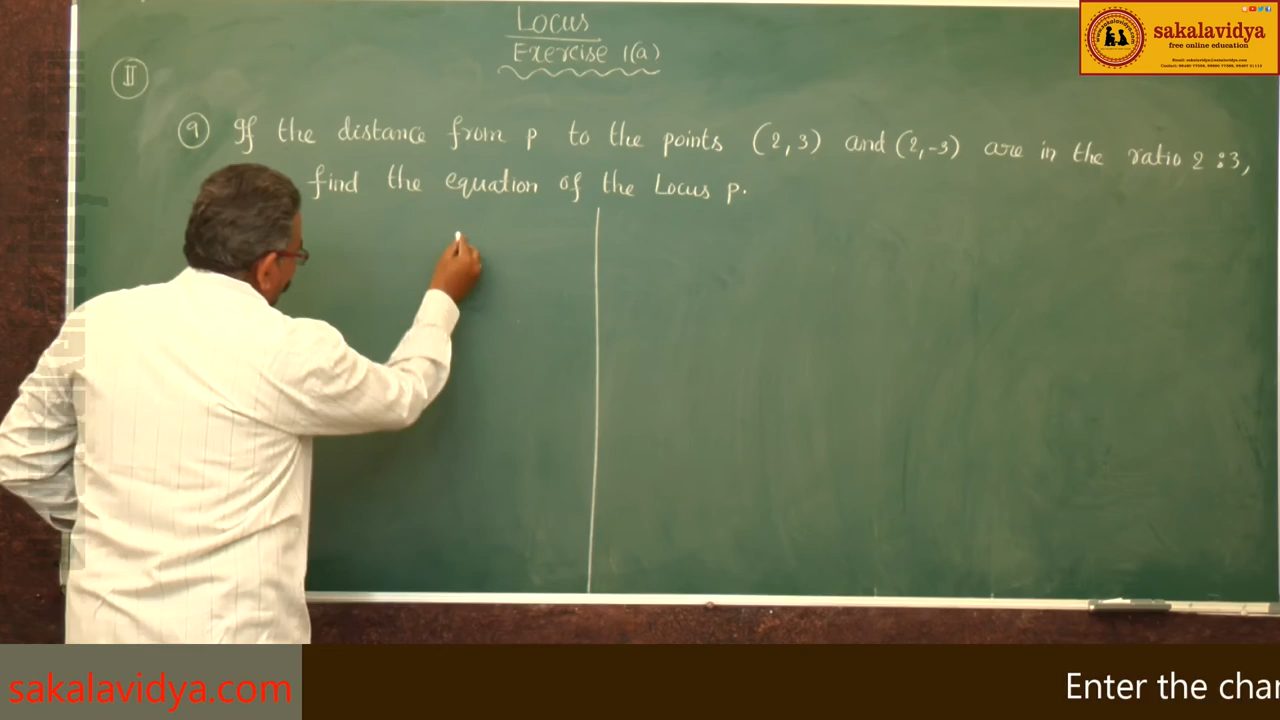 Locus
Exercise 1(a)
II
9 If the distance from p to the points (2,3) and (2,-3) are in the ratio 2:3,
find the equation of the Locus p.
sakalavidya
free online education
sakalavidya.com
Enter the char